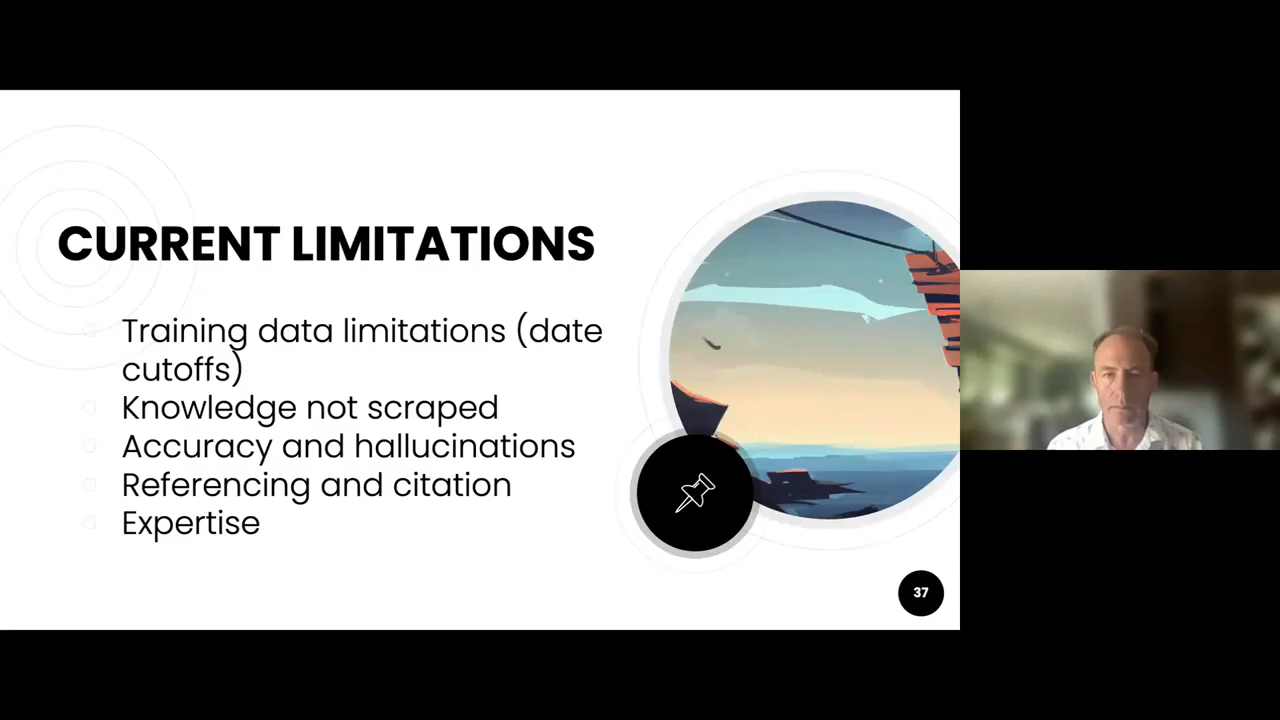 CURRENT LIMITATIONS
Training data limitations (date
cutoffs)
Knowledge not scraped
Accuracy and hallucinations
Referencing and citation
Expertise
37